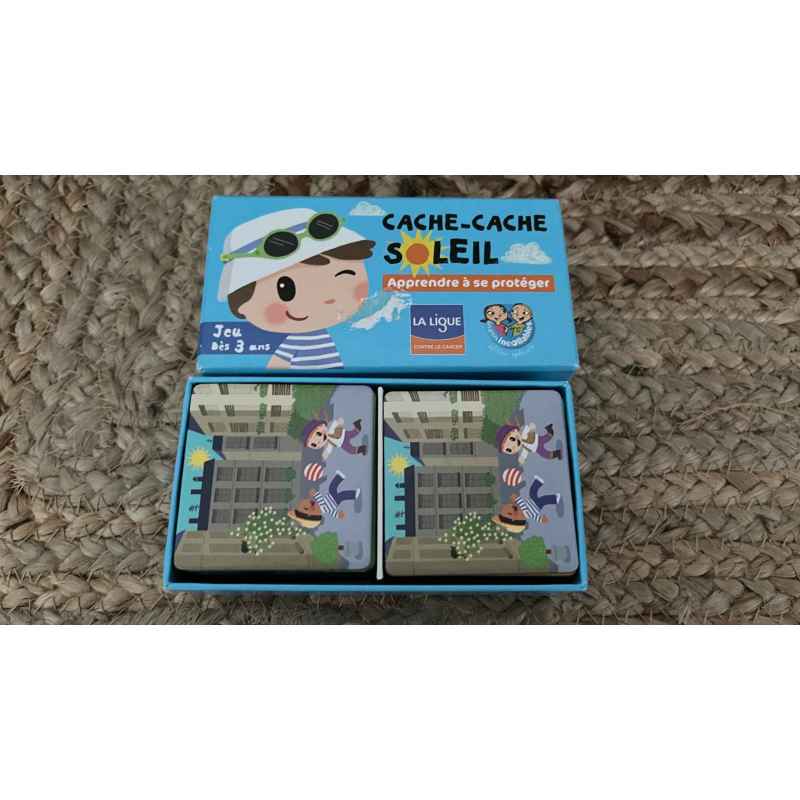 CACHE-CACHE
SOLEIL
Apprendre à se protéger
Jeu
Dès 3 ans
LA LIGUE
CONTRE LE CANCER